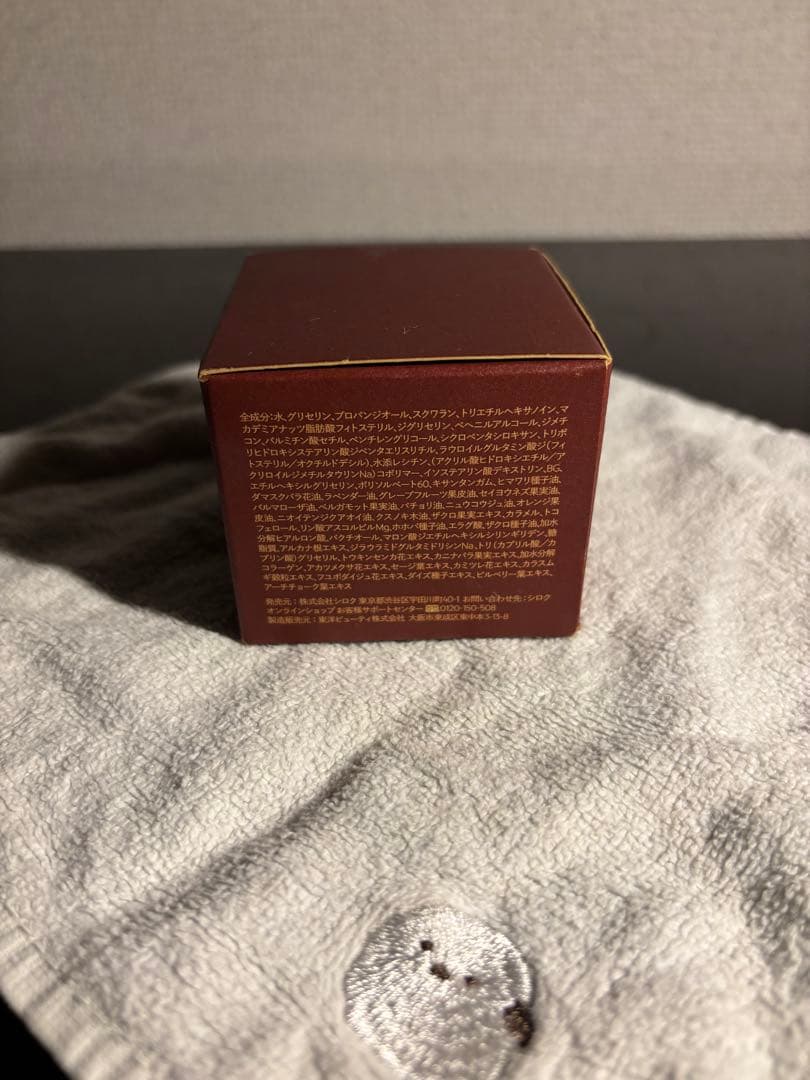 全成分:水、グリセリン、プロパンジオール、スクワラン、トリエチルヘキサノイン、マ
カデミアナッツ脂肪酸フィトステリル、ジグリセリン、ベヘニルアルコール、ジメチ
コン、パルミチン酸セチル、ペンチレングリコール、シクロペンタシロキサン、トリポ
リヒドロキシステアリン酸ジペンタエリスリチル、ラウロイルグルタミン酸ジ(フィ
トステリル/オクチルドデシル)、水添レシチン、(アクリル酸ヒドロキシエチル/ア
クリロイルジメチルタウリンNa)コポリマー、イソステアリン酸デキストリン、BG、
エチルヘキシルグリセリン、ポリソルベート60、キサンタンガム、ヒマワリ種子油、
ダマスクバラ花油、ラベンダー油、グレープフルーツ果皮油、セイヨウネズ果実油、
パルマローザ油、ベルガモット果実油、パチョリ油、ニュウコウジュ油、オレンジ果
皮油、ニオイテンジクアオイ油、クスノキ木油、ザクロ果実エキス、カラメル、トコ
フェロール、リン酸アスコルビルMg、ホホバ種子油、エラグ酸、ザクロ種子油、加水
分解ヒアルロン酸、バクチオール、マロン酸ジエチルヘキシルシリンギリデン、糖
脂質、アルカナ根エキス、ジラウラミドグルタミドリシンNa、トリ(カプリル酸/カ
プリン酸)グリセリル、トウキンセンカ花エキス、カニナバラ果実エキス、加水分解
コラーゲン、アカツメクサ花エキス、セージ葉エキス、カミツレ花エキス、カラスム
ギ穀粒エキス、フユボダイジュ花エキス、ダイズ種子エキス、ビルベリー葉エキス、
アーチチョーク葉エキス
発売元:株式会社シロク 東京都渋谷区宇田川町40-1 お問い合わせ先:シロク
オンラインショップ お客様サポートセンター 0120-150-508
製造販売元:東洋ビューティ株式会社 大阪市東成区東中本3-13-8